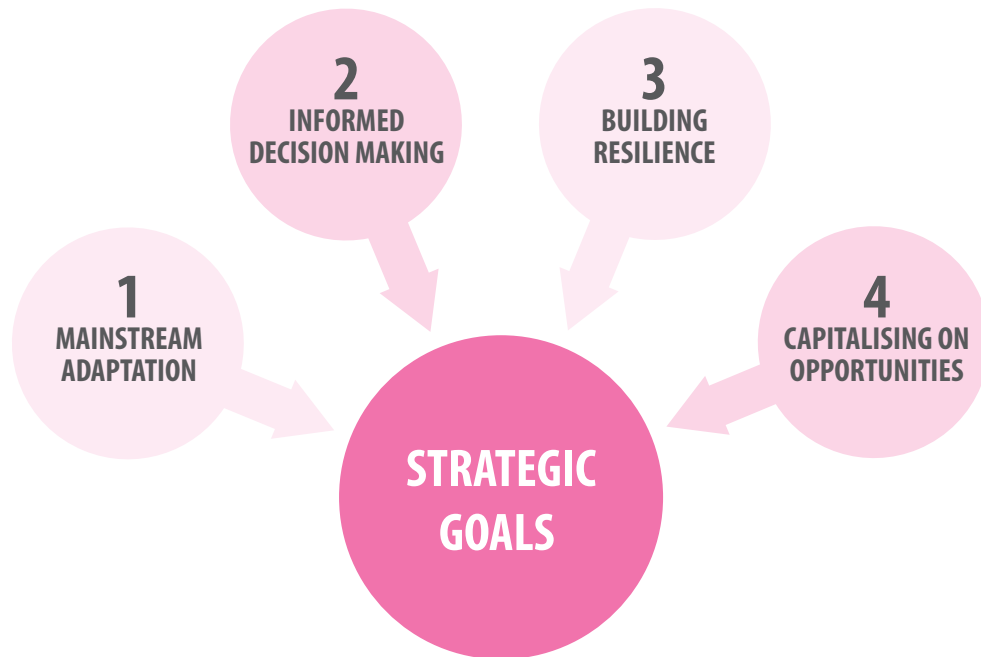 1
MAINSTREAM
ADAPTATION
2
INFORMED
DECISION MAKING
3
BUILDING
RESILIENCE
4
CAPITALISING ON
OPPORTUNITIES
STRATEGIC
GOALS